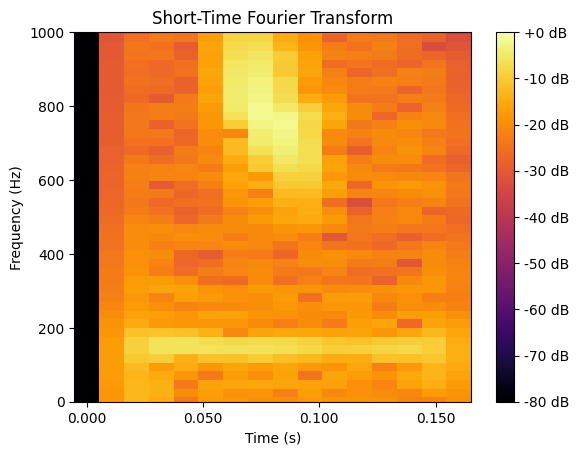 Short-Time Fourier Transform
1000
800
600
400
200
0
Frequency (Hz)
0.000
0.050
0.100
0.150
Time (s)
+0 dB
-10 dB
-20 dB
-30 dB
-40 dB
-50 dB
-60 dB
-70 dB
-80 dB